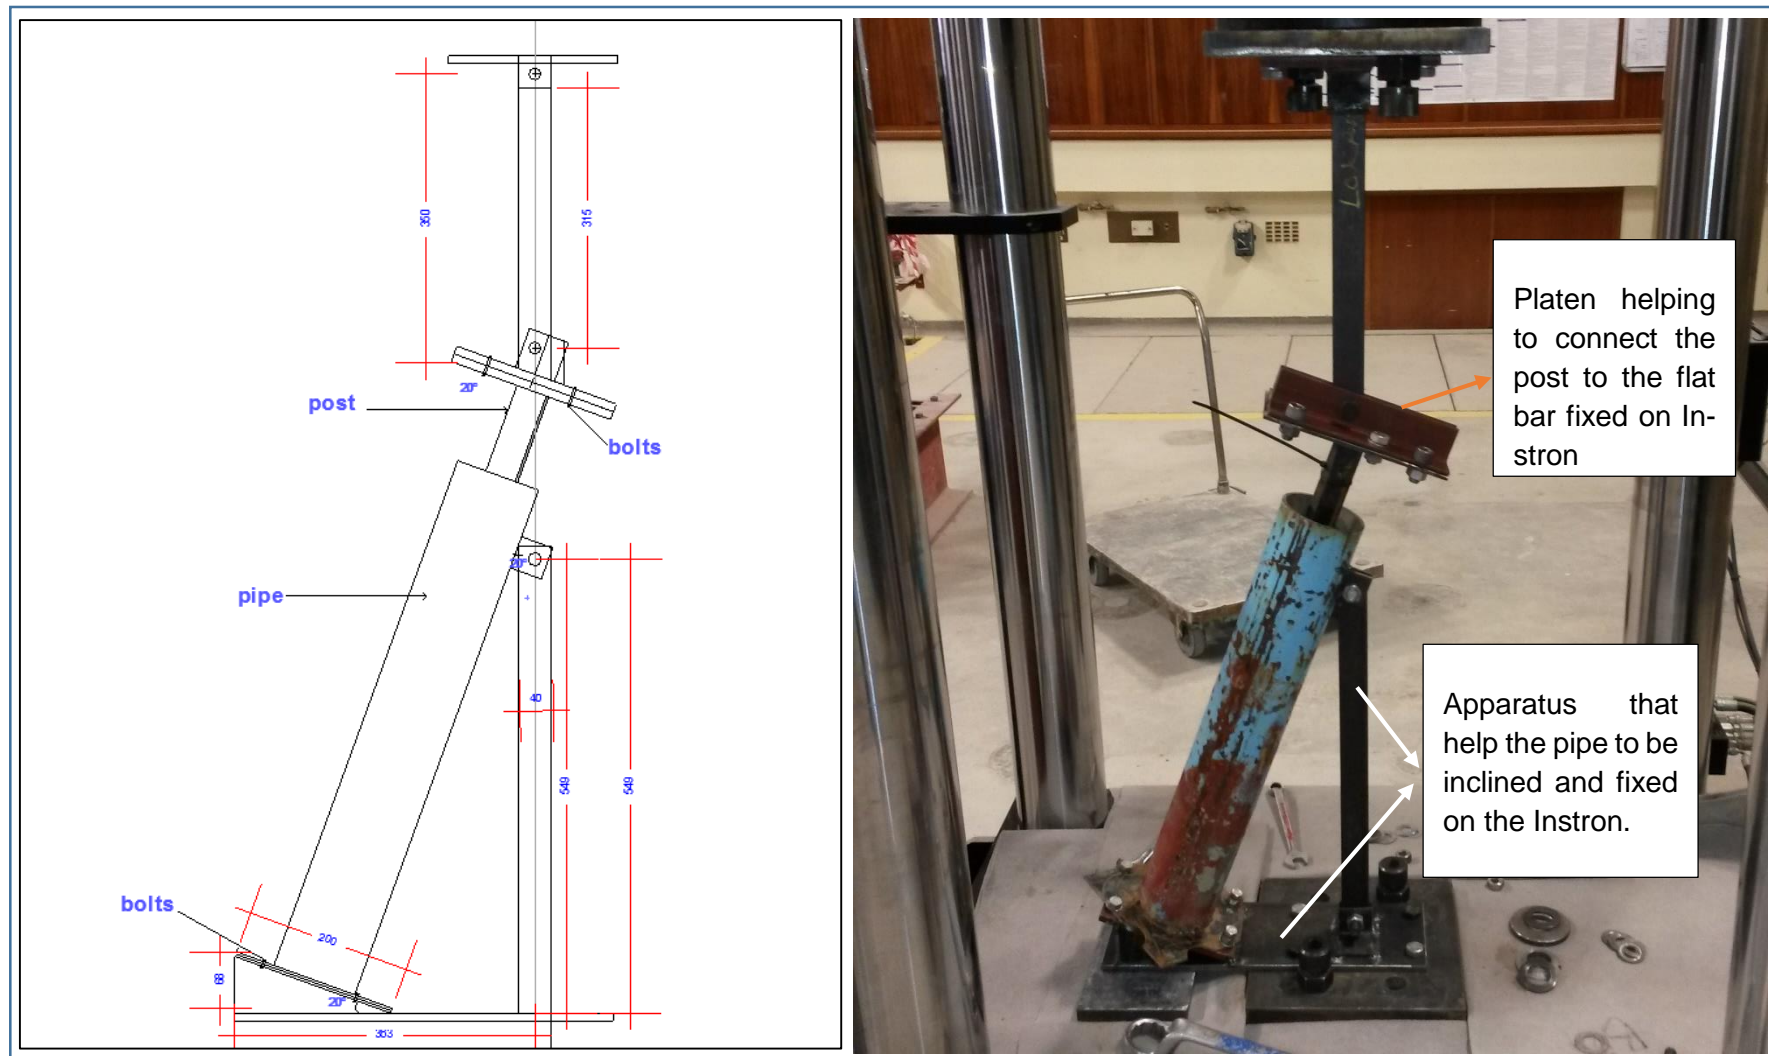 350
315
20°
post
bolts
20°
pipe
40
549
549
bolts
200
68
20°
383
Platen helping
to connect the
post to the flat
bar fixed on In-
stron
Apparatus that
help the pipe to be
inclined and fixed
on the Instron.